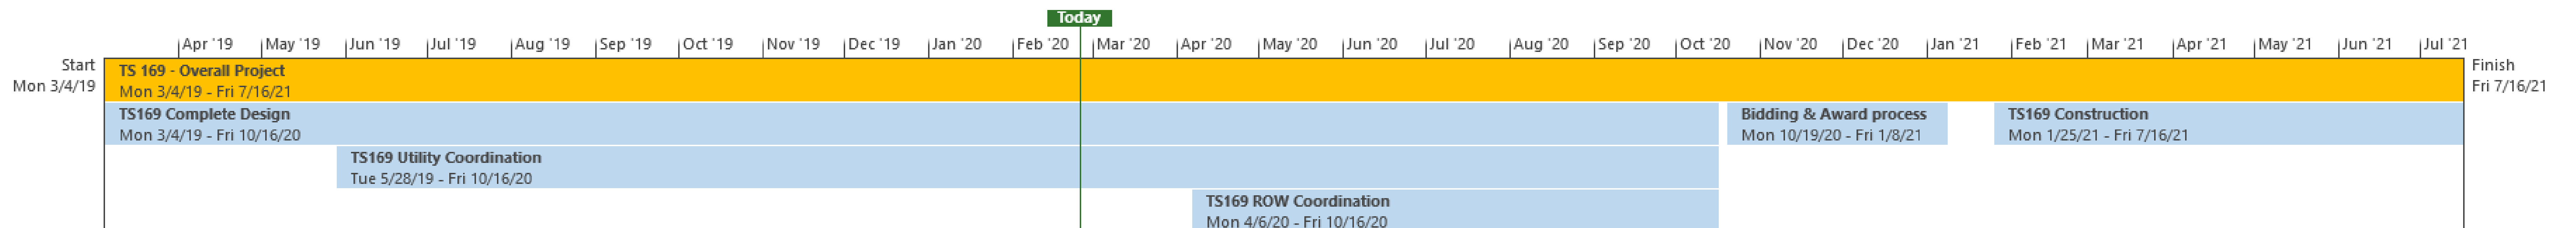 Today
Apr '19 May '19 Jun '19 Jul '19 Aug '19 Sep '19 Oct '19 Nov '19 Dec '19 Jan '20 Feb '20 Mar '20 Apr '20 May '20 Jun '20 Jul '20 Aug '20 Sep '20 Oct '20 Nov '20 Dec '20 Jan '21 Feb '21 Mar '21 Apr '21 May '21 Jun '21 Jul '21
Start
Mon 3/4/19
TS 169 - Overall Project
Mon 3/4/19 - Fri 7/16/21
Finish
Fri 7/16/21
TS169 Complete Design
Mon 3/4/19 - Fri 10/16/20
Bidding & Award process
Mon 10/19/20 - Fri 1/8/21
TS169 Construction
Mon 1/25/21 - Fri 7/16/21
TS169 Utility Coordination
Tue 5/28/19 - Fri 10/16/20
TS169 ROW Coordination
Mon 4/6/20 - Fri 10/16/20